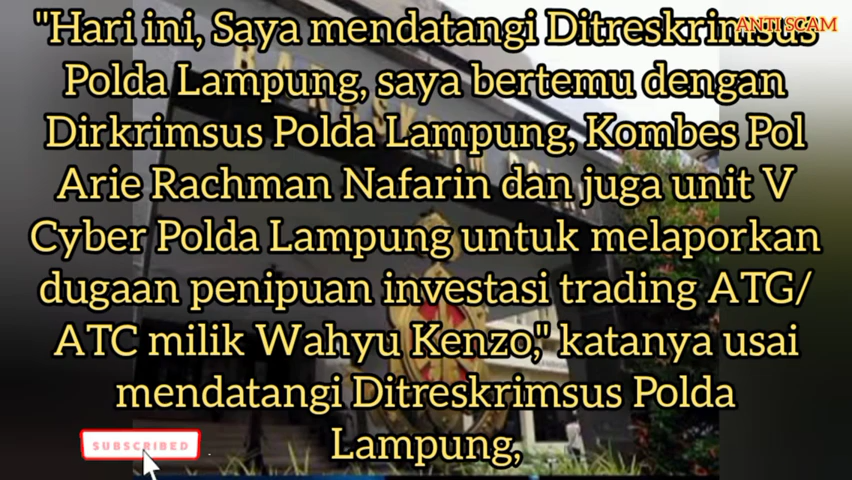 ANTI SCAM
"Hari ini, Saya mendatangi Ditreskrimsus
Polda Lampung, saya bertemu dengan
Dirkrimsus Polda Lampung, Kombes Pol
Arie Rachman Nafarin dan juga unit V
Cyber Polda Lampung untuk melaporkan
dugaan penipuan investasi trading ATG/
ATC milik Wahyu Kenzo," katanya usai
mendatangi Ditreskrimsus Polda
Lampung,
SUBSCRIBED